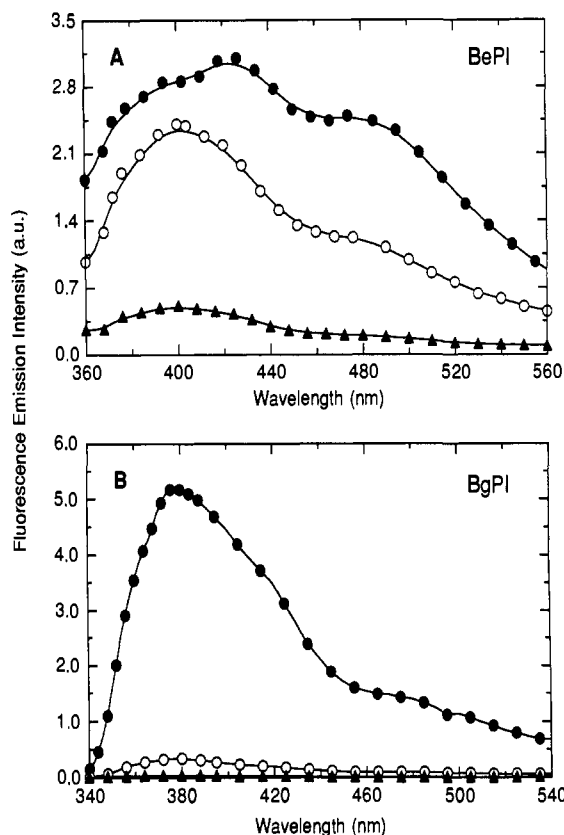 Fluorescence Emission Intensity (a.u.)
A
BePI
3.5
2.8
2.1
1.4
0.7
0.0
360 400 440 480 520 560
Wavelength (nm)
B
BgPI
6.0
5.0
4.0
3.0
2.0
1.0
0.0
340 380 420 460 500 540
Wavelength (nm)